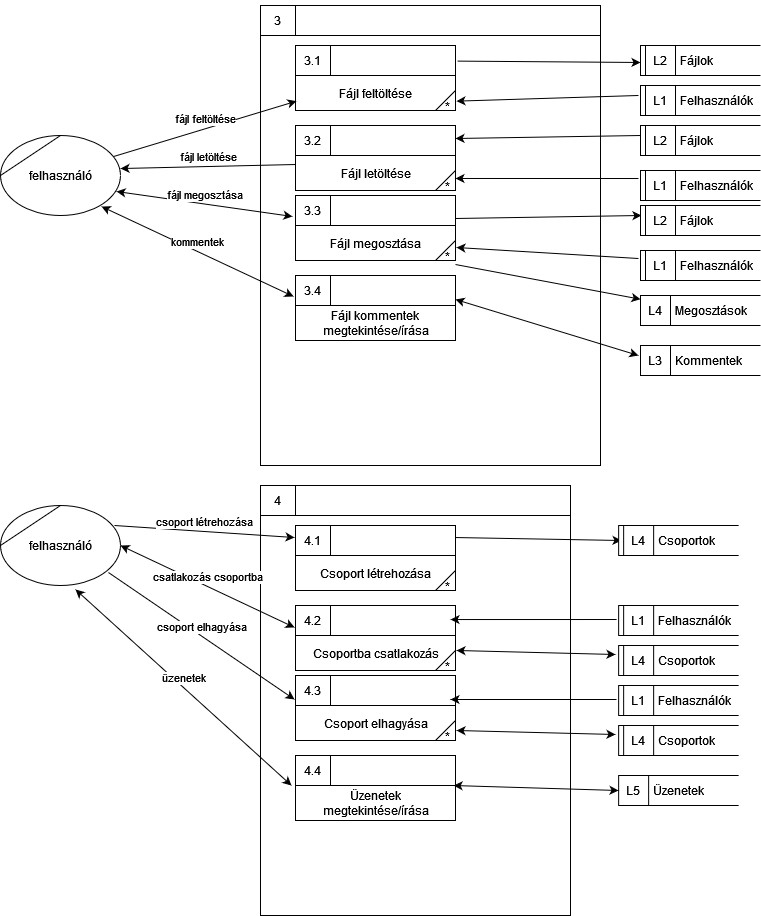 3
3.1
Fájl feltöltése
*
L2 Fájlok
L1 Felhasználók
fájl feltöltése
3.2
Fájl letöltése
*
L2 Fájlok
L1 Felhasználók
fájl letöltése
felhasználó
fájl megosztása
3.3
Fájl megosztása
*
L2 Fájlok
L1 Felhasználók
kommentek
3.4
Fájl kommentek
megtekintése/írása
L4 Megosztások
L3 Kommentek
4
csoport létrehozása
4.1
Csoport létrehozása
*
L4 Csoportok
felhasználó
csatlakozás csoportba
4.2
Csoportba csatlakozás
*
L1 Felhasználók
L4 Csoportok
csoport elhagyása
4.3
Csoport elhagyása
*
L1 Felhasználók
L4 Csoportok
üzenetek
4.4
Üzenetek
megtekintése/írása
L5 Üzenetek